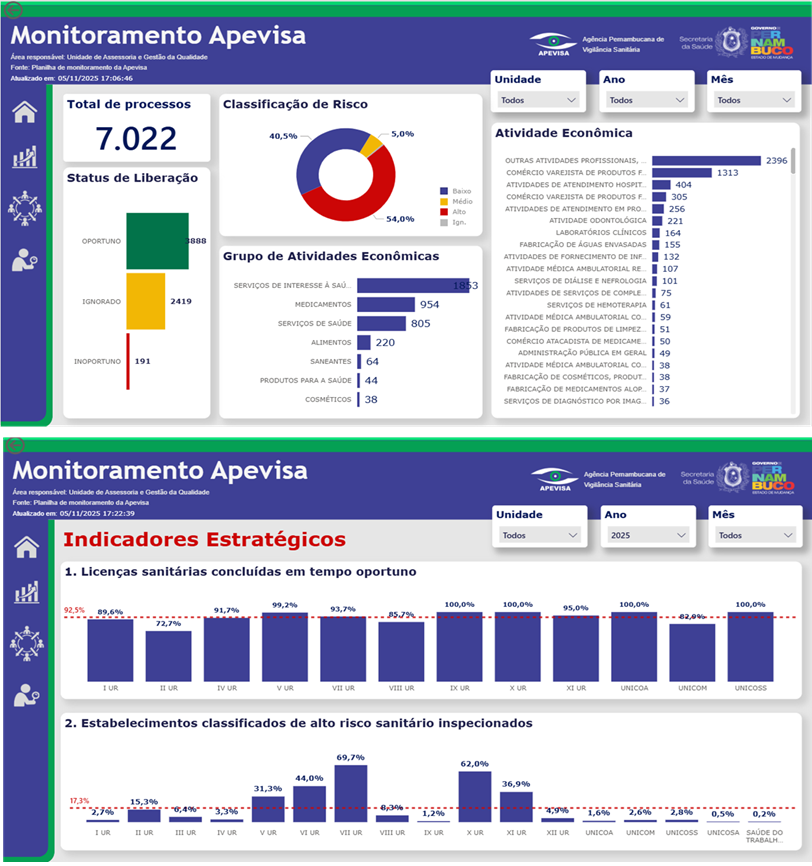 Monitoramento Apevisa
Área responsável: Unidade de Assessoria e Gestão da Qualidade
Fonte: Planilha de monitoramento da Apevisa
Atualizado em: 05/11/2025 17:06:46
APEVISA
Agência Pernambucana de
Vigilância Sanitária
Secretaria
da Saúde
GOVERNO DE
PER
NAM
BUCO
ESTADO DE MUDANÇA
Unidade
Todos
Ano
Todos
Mês
Todos
Total de processos
7.022
Status de Liberação
OPORTUNO 3888
IGNORADO 2419
INOPORTUNO 191
Classificação de Risco
40,5%
5,0%
54,0%
Baixo
Médio
Alto
Ign.
Grupo de Atividades Econômicas
SERVIÇOS DE INTERESSE À SAÚ... 1853
MEDICAMENTOS 954
SERVIÇOS DE SAÚDE 805
ALIMENTOS 220
SANEANTES 64
PRODUTOS PARA A SAÚDE 44
COSMÉTICOS 38
Atividade Econômica
OUTRAS ATIVIDADES PROFISSIONAIS, ... 2396
COMÉRCIO VAREJISTA DE PRODUTOS F... 1313
ATIVIDADES DE ATENDIMENTO HOSPIT... 404
COMÉRCIO VAREJISTA DE PRODUTOS F... 305
ATIVIDADES DE ATENDIMENTO EM PRO... 256
ATIVIDADE ODONTOLÓGICA 221
LABORATÓRIOS CLÍNICOS 164
FABRICAÇÃO DE ÁGUAS ENVASADAS 155
ATIVIDADES DE FORNECIMENTO DE INF... 132
ATIVIDADE MÉDICA AMBULATORIAL RE... 107
SERVIÇOS DE DIÁLISE E NEFROLOGIA 101
ATIVIDADES DE SERVIÇOS DE COMPLE... 75
SERVIÇOS DE HEMOTERAPIA 61
ATIVIDADE MÉDICA AMBULATORIAL CO... 59
FABRICAÇÃO DE PRODUTOS DE LIMPEZ... 51
COMÉRCIO ATACADISTA DE MEDICAME... 50
ADMINISTRAÇÃO PÚBLICA EM GERAL 49
ATIVIDADE MÉDICA AMBULATORIAL CO... 38
FABRICAÇÃO DE COSMÉTICOS, PRODUT... 38
FABRICAÇÃO DE MEDICAMENTOS ALOP... 37
SERVIÇOS DE DIAGNÓSTICO POR IMAG... 36
Monitoramento Apevisa
Área responsável: Unidade de Assessoria e Gestão da Qualidade
Fonte: Planilha de monitoramento da Apevisa
Atualizado em: 05/11/2025 17:22:39
APEVISA
Agência Pernambucana de
Vigilância Sanitária
Secretaria
da Saúde
GOVERNO DE
PER
NAM
BUCO
ESTADO DE MUDANÇA
Unidade
Todos
Ano
2025
Mês
Todos
Indicadores Estratégicos
1. Licenças sanitárias concluídas em tempo oportuno
92,5%
89,6% 72,7% 91,7% 99,2% 93,7% 85,7% 100,0% 100,0% 95,0% 100,0% 82,9% 100,0%
I UR II UR IV UR V UR VII UR VIII UR IX UR X UR XI UR UNICOA UNICOM UNICOSS
2. Estabelecimentos classificados de alto risco sanitário inspecionados
17,3%
2,7% 15,3% 6,4% 3,3% 31,3% 44,0% 69,7% 8,3% 1,2% 62,0% 36,9% 4,9% 1,6% 2,6% 2,8% 0,5% 0,2%
I UR II UR III UR IV UR V UR VI UR VII UR VIII UR IX UR X UR XI UR XII UR UNICOA UNICOM UNICOSS UNICOSA SAÚDE DO
TRABALH...